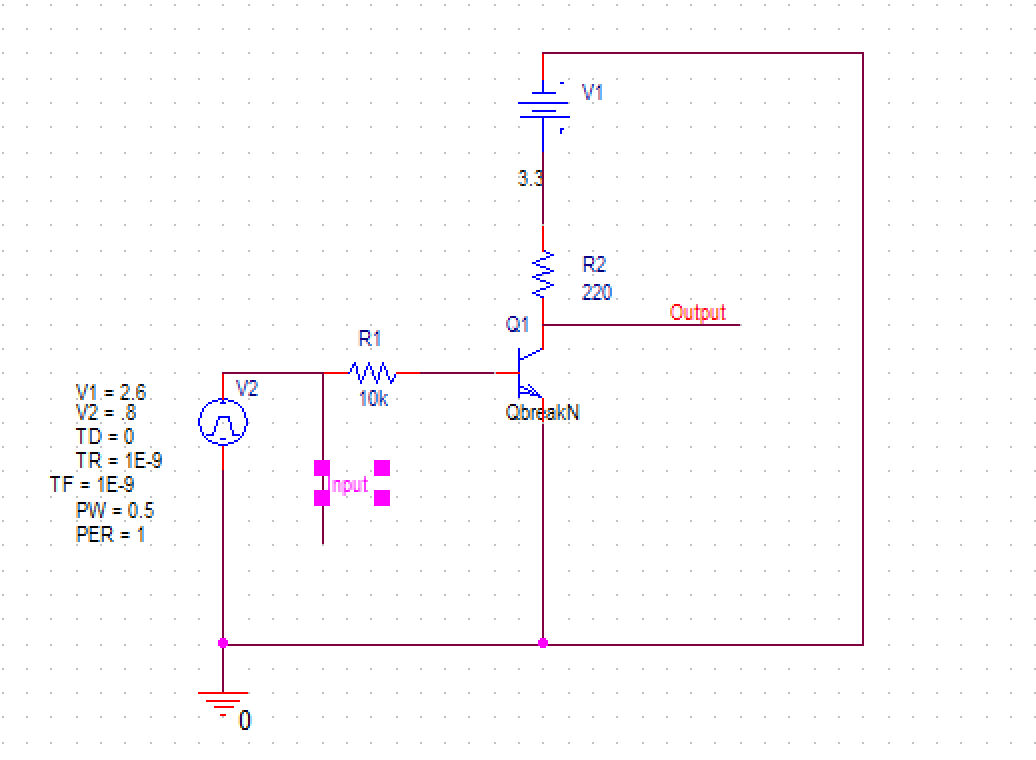 V1
3.3
R2
220
Output
Q1
R1
10k
QbreakN
V2
V1 = 2.6
V2 = .8
TD = 0
TR = 1E-9
TF = 1E-9
PW = 0.5
PER = 1
Input
0